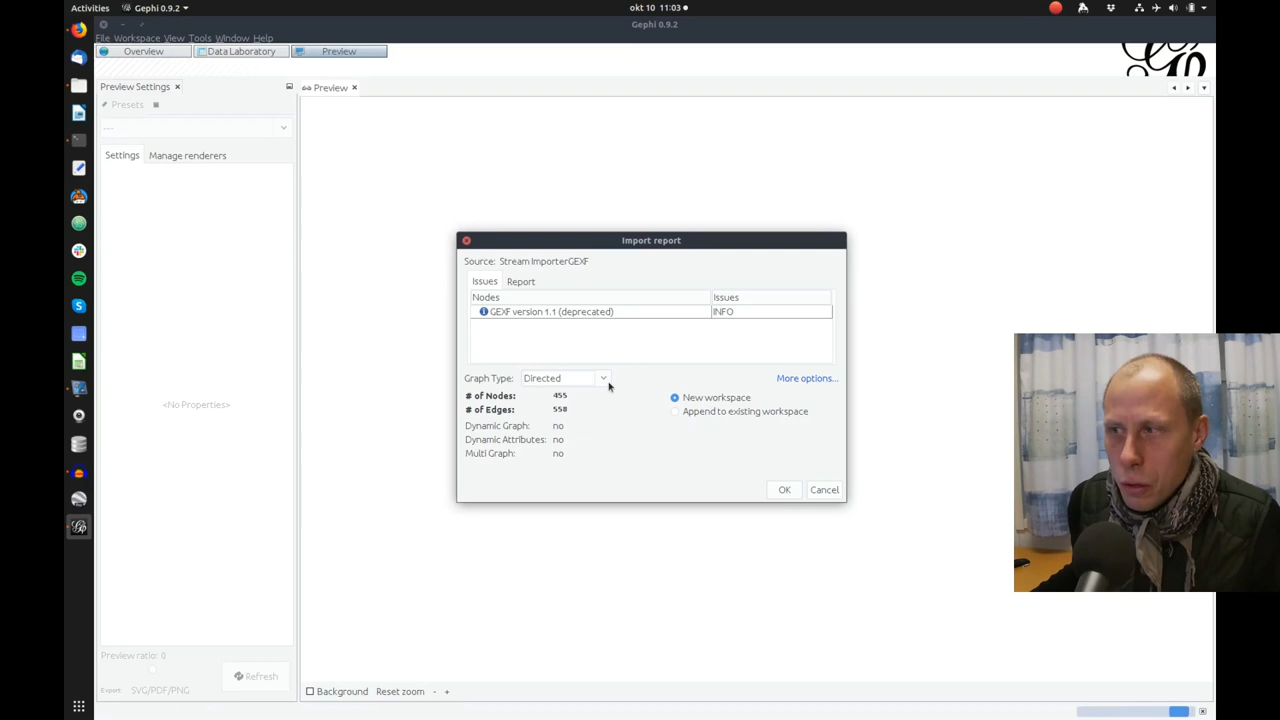 Activities Gephi 0.9.2 okt 10 11:03
Gephi 0.9.2
File Workspace View Tools Window Help
Overview Data Laboratory Preview
Preview Settings
Preview
Presets
---
Settings Manage renderers
<No Properties>
Preview ratio: 0
Refresh
Export: SVG/PDF/PNG
Background Reset zoom - +
Import report
Source: Stream ImporterGEXF
Issues Report
Nodes Issues
GEXF version 1.1 (deprecated) INFO
Graph Type: Directed More options...
# of Nodes: 455
# of Edges: 558
New workspace
Append to existing workspace
Dynamic Graph: no
Dynamic Attributes: no
Multi Graph: no
OK Cancel